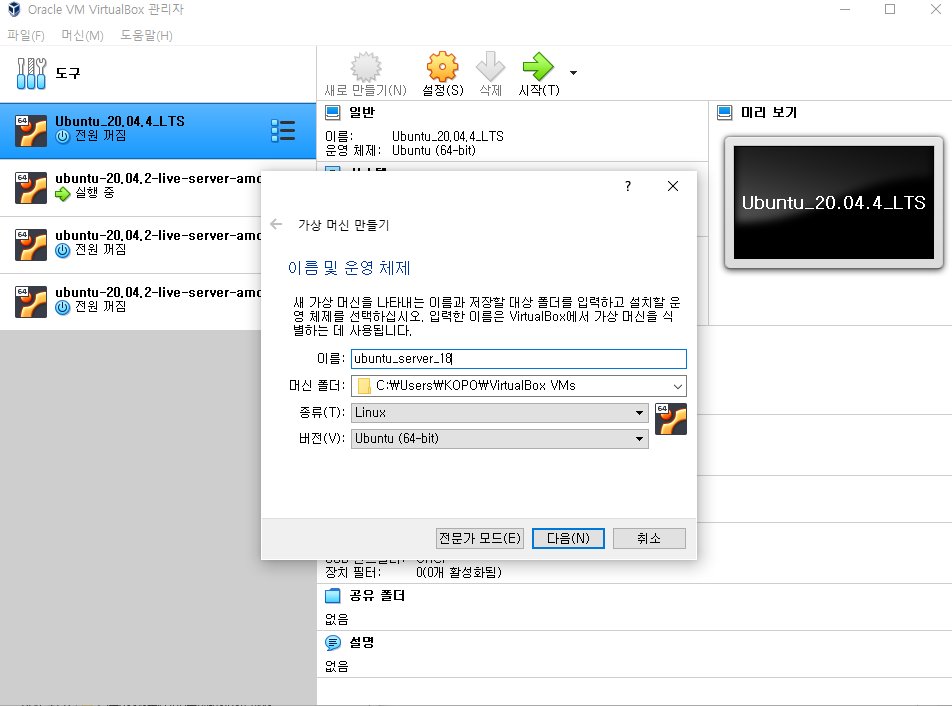 Oracle VM VirtualBox 관리자
파일(F) 머신(M) 도움말(H)
도구
새로 만들기(N) 설정(S) 삭제 시작(T)
64 Ubuntu_20.04.4_LTS
전원 꺼짐
64 ubuntu-20.04.2-live-server-amd
실행 중
64 ubuntu-20.04.2-live-server-amd
전원 꺼짐
64 ubuntu-20.04.2-live-server-amd
전원 꺼짐
일반
이름: Ubuntu_20.04.4_LTS
운영 체제: Ubuntu (64-bit)
미리 보기
Ubuntu_20.04.4_LTS
?
가상 머신 만들기
이름 및 운영 체제
새 가상 머신을 나타내는 이름과 저장할 대상 폴더를 입력하고 설치할 운
영 체제를 선택하십시오. 입력한 이름은 VirtualBox에서 가상 머신을 식
별하는 데 사용됩니다.
이름: ubuntu_server_18
머신 폴더: C:₩Users₩KOPO₩VirtualBox VMs
종류(T): Linux
64
버전(V): Ubuntu (64-bit)
전문가 모드(E) 다음(N) 취소
장치 필터: 0(0개 활성화됨)
공유 폴더
없음
설명
없음